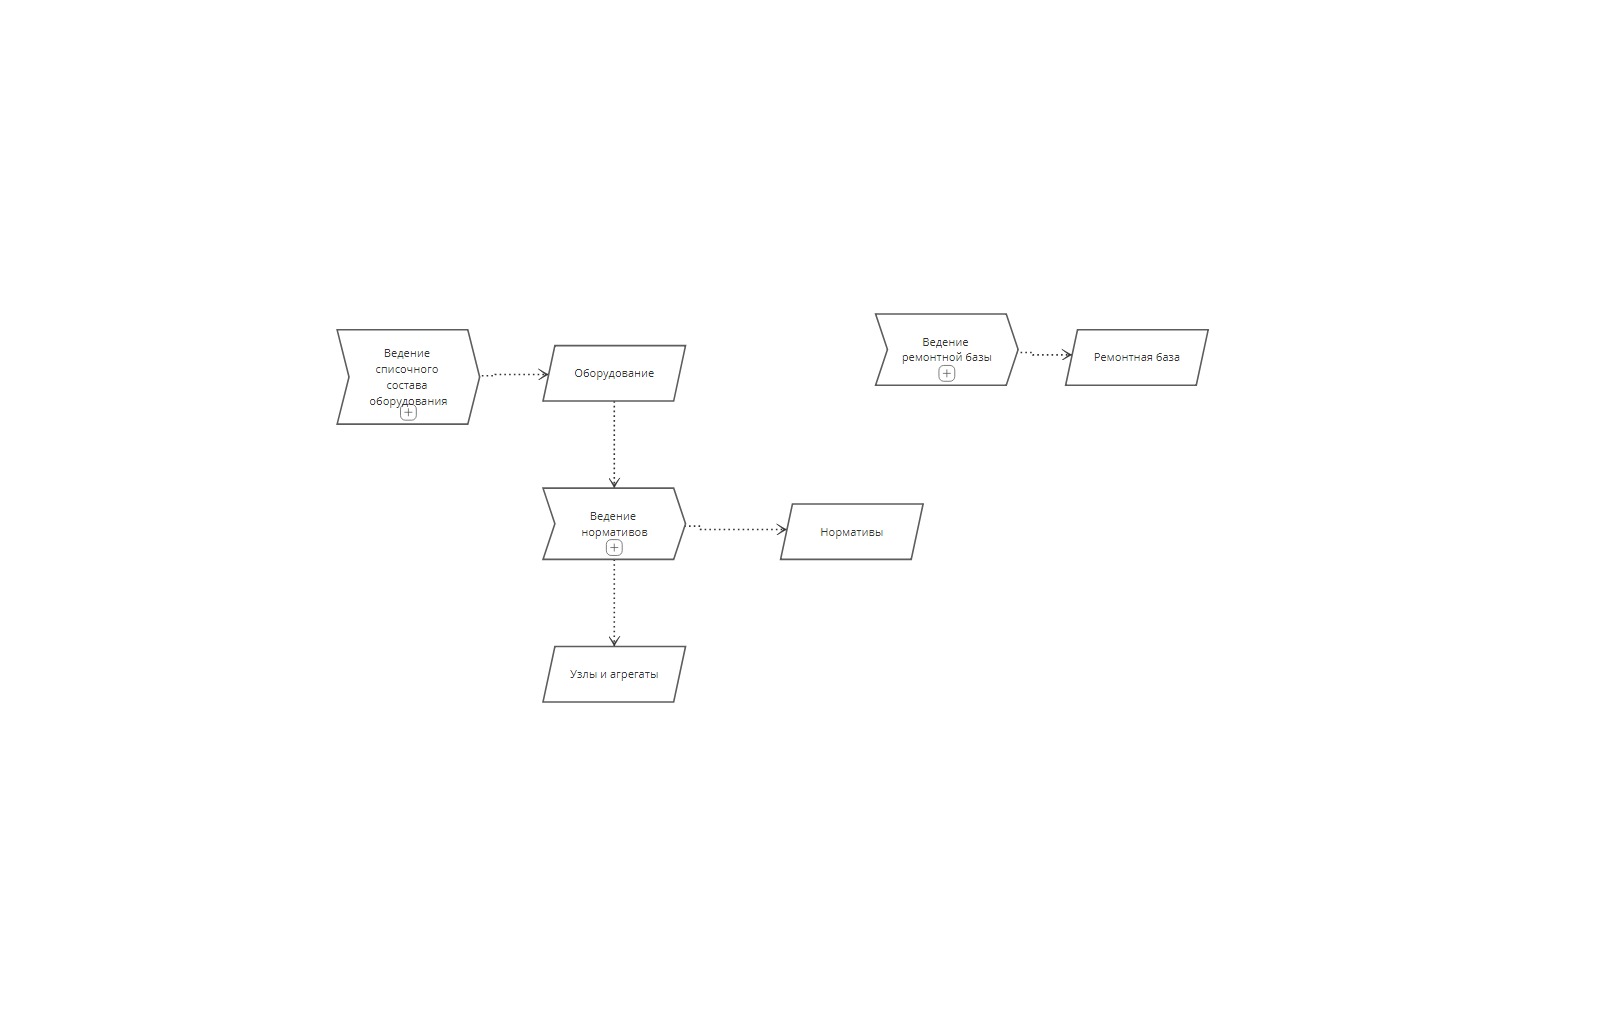 Ведение
списочного
состава
оборудования
Оборудование
Ведение
ремонтной базы
Ремонтная база
Ведение
нормативов
Нормативы
Узлы и агрегаты